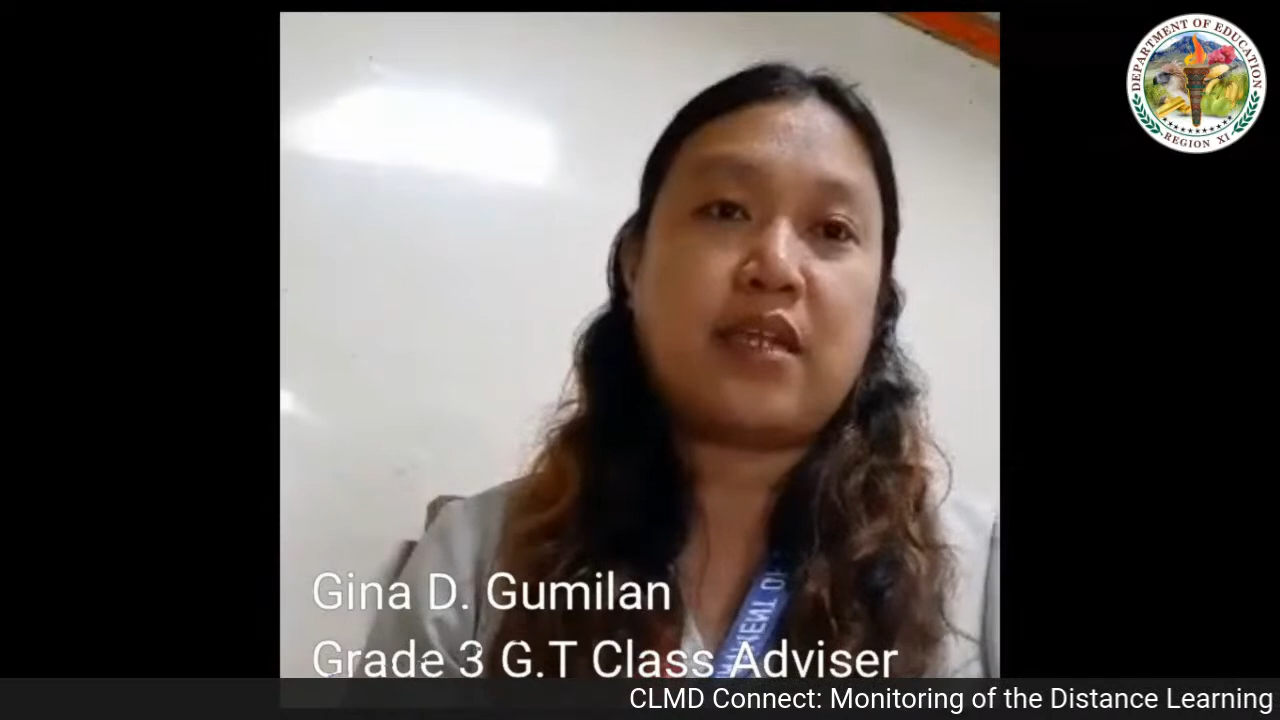 DEPARTMENT OF EDUCATION
REGION XI
Gina D. Gumilan
Grade 3 G.T Class Adviser
CLMD Connect: Monitoring of the Distance Learning